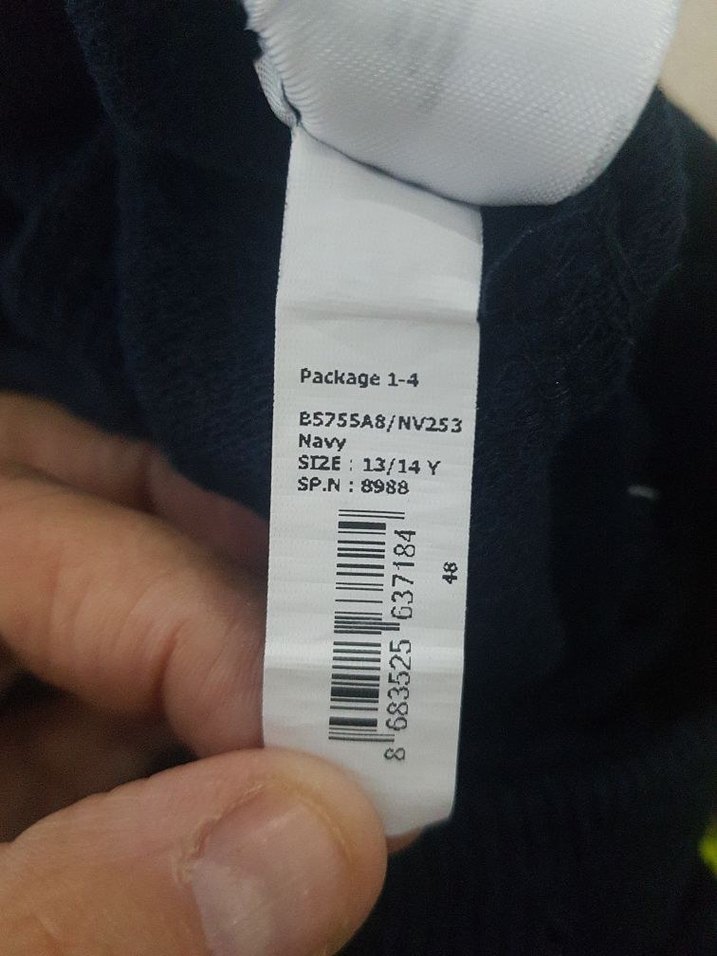 Package 1-4
B5755A8/NV253
Navy
SIZE : 13/14 Y
SP.N : 8988
8 683525 637184
48